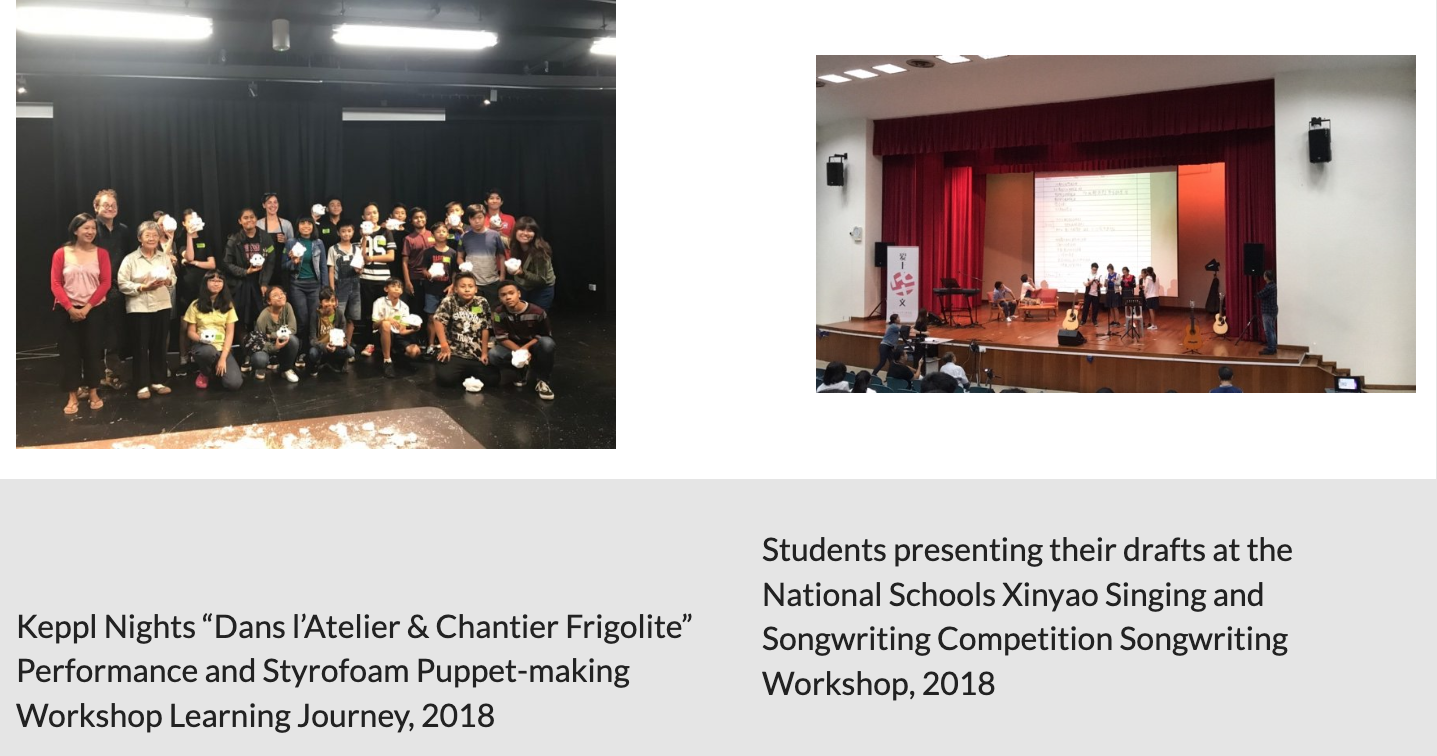 Keppl Nights “Dans l’Atelier & Chantier Frigolite”
Performance and Styrofoam Puppet-making
Workshop Learning Journey, 2018
Students presenting their drafts at the
National Schools Xinyao Singing and
Songwriting Competition Songwriting
Workshop, 2018